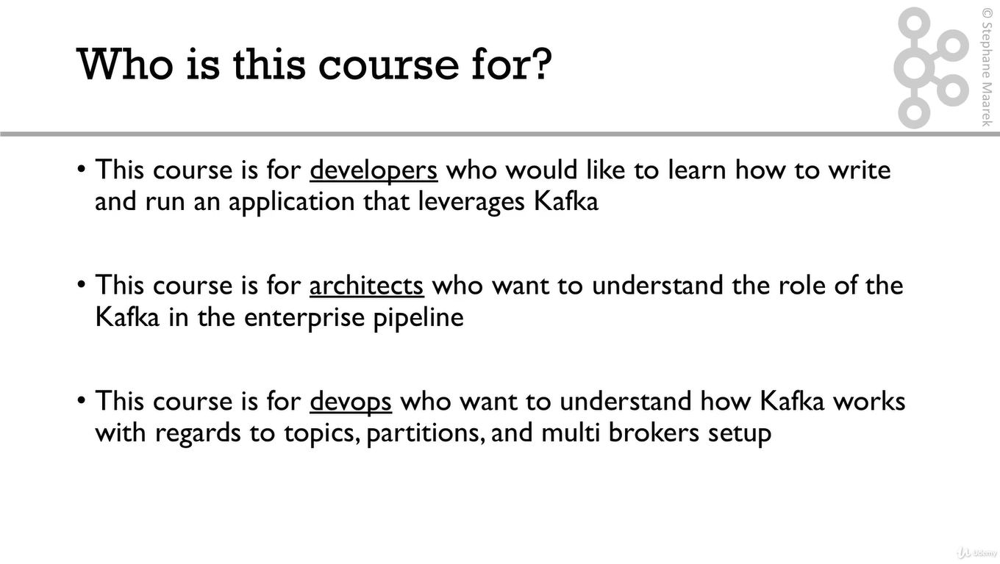 Who is this course for?
© Stephane Maarek
• This course is for developers who would like to learn how to write
and run an application that leverages Kafka
• This course is for architects who want to understand the role of the
Kafka in the enterprise pipeline
• This course is for devops who want to understand how Kafka works
with regards to topics, partitions, and multi brokers setup
Udemy